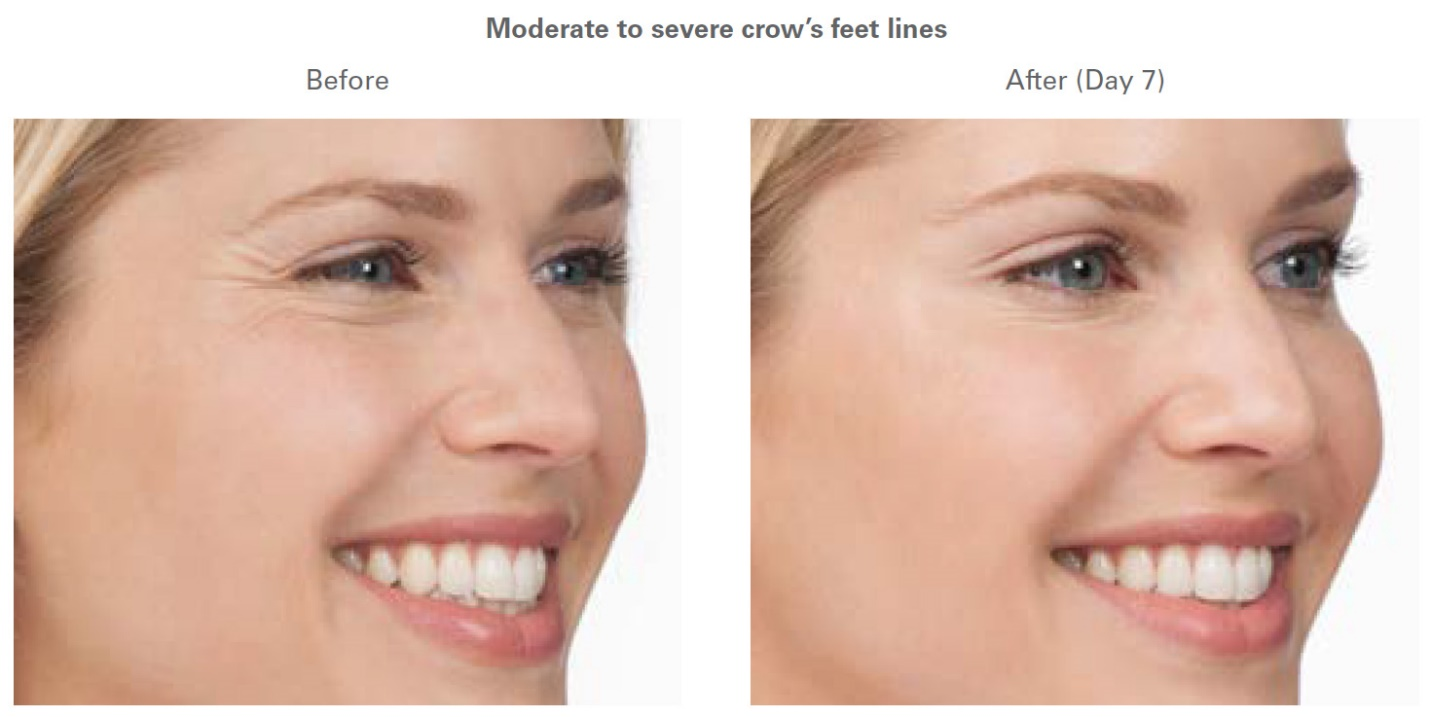 Moderate to severe crow’s feet lines
Before
After (Day 7)